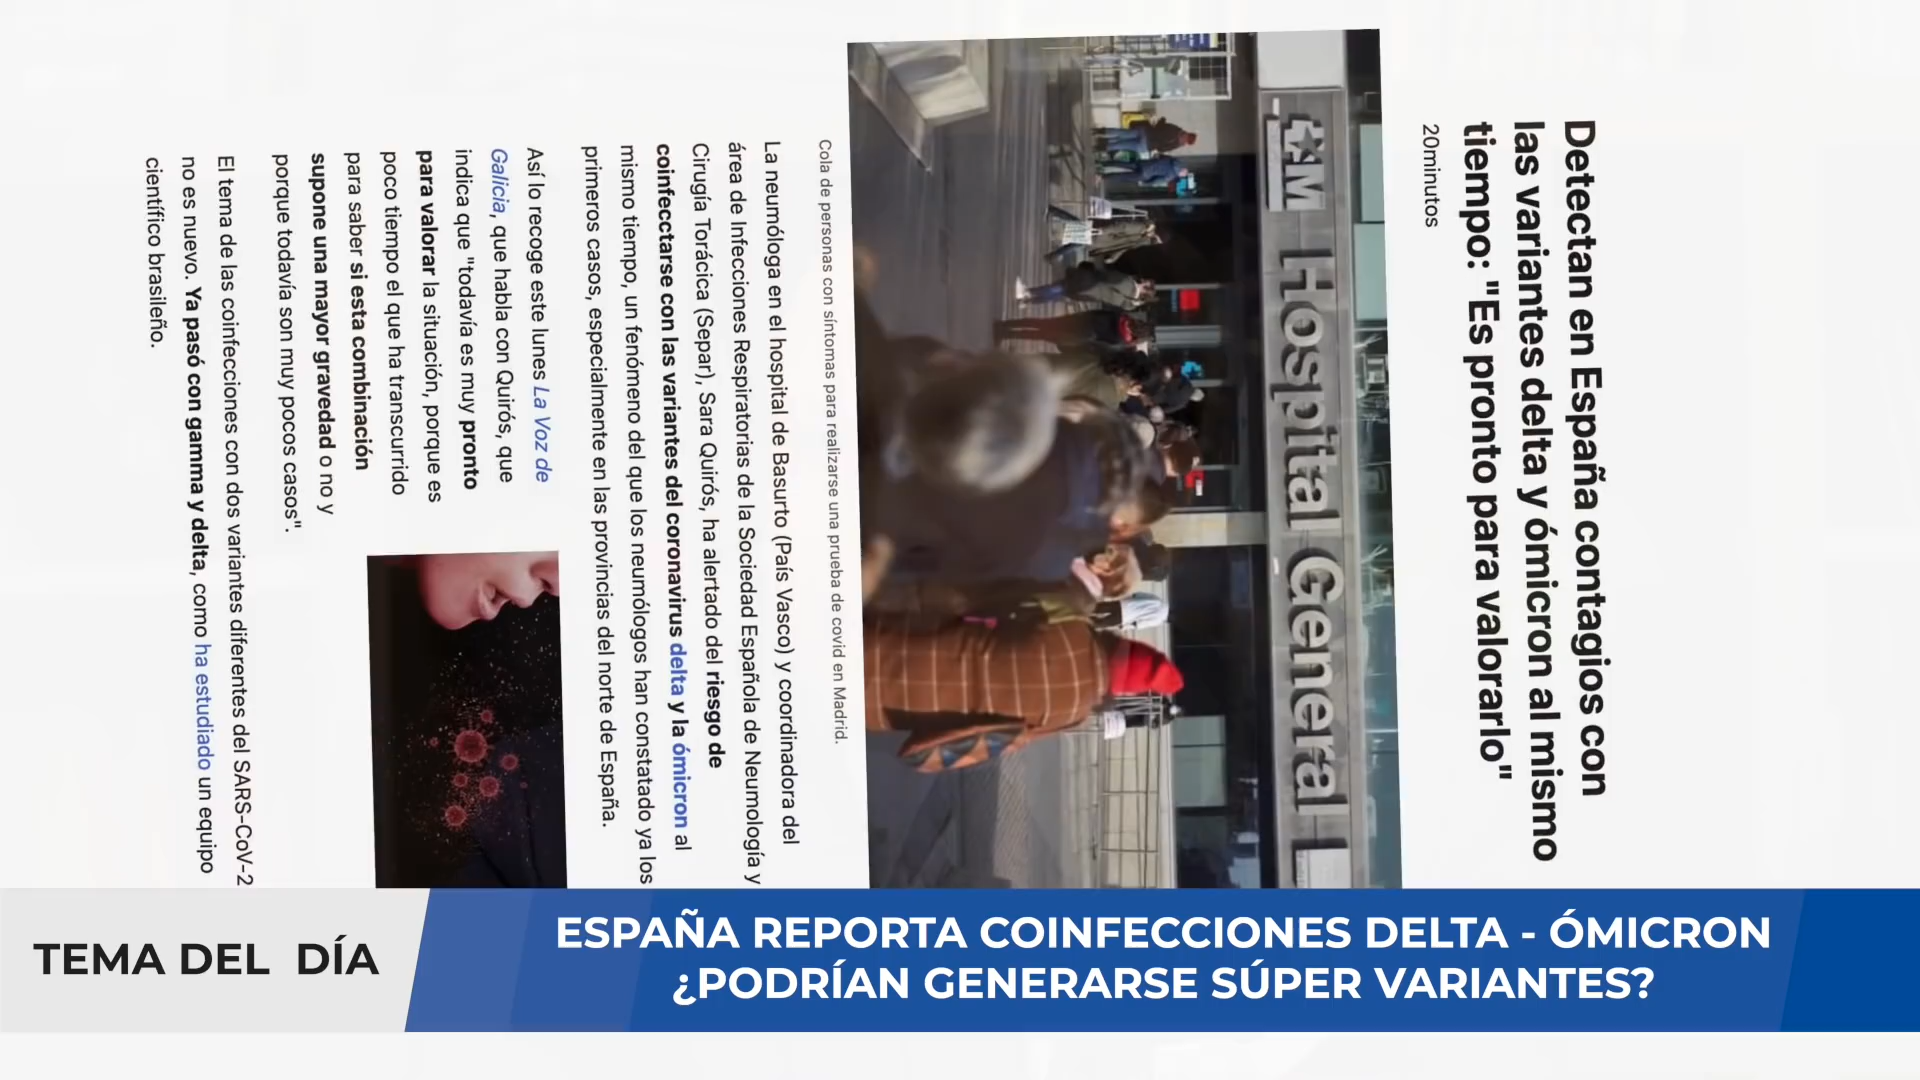 Detectan en España contagios con
las variantes delta y ómicron al mismo
tiempo: "Es pronto para valorarlo"
20minutos
Hospital General
Cola de personas con síntomas para realizarse una prueba de covid en Madrid.
La neumóloga en el hospital de Basurto (País Vasco) y coordinadora del
área de Infecciones Respiratorias de la Sociedad Española de Neumología y
Cirugía Torácica (Separ), Sara Quirós, ha alertado del riesgo de
coinfectarse con las variantes del coronavirus delta y la ómicron al
mismo tiempo, un fenómeno del que los neumólogos han constatado ya los
primeros casos, especialmente en las provincias del norte de España.
Así lo recoge este lunes La Voz de
Galicia, que habla con Quirós, que
indica que "todavía es muy pronto
para valorar la situación, porque es
poco tiempo el que ha transcurrido
para saber si esta combinación
supone una mayor gravedad o no y
porque todavía son muy pocos casos".
El tema de las coinfecciones con dos variantes diferentes del SARS-CoV-2
no es nuevo. Ya pasó con gamma y delta, como ha estudiado un equipo
científico brasileño.
TEMA DEL DÍA
ESPAÑA REPORTA COINFECCIONES DELTA - ÓMICRON
¿PODRÍAN GENERARSE SÚPER VARIANTES?